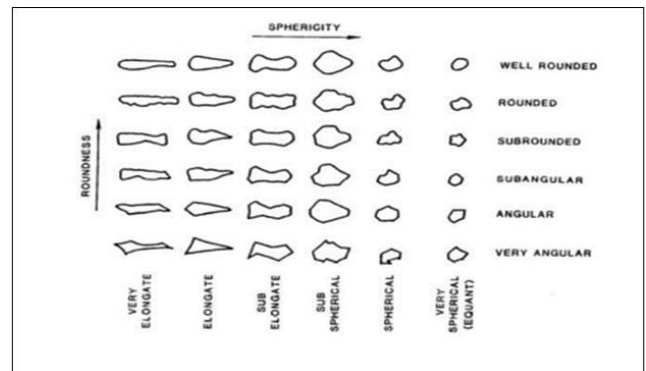 SPHERICITY
WELL ROUNDED
ROUNDED
SUBROUNDED
SUBANGULAR
ANGULAR
VERY ANGULAR
ROUNDNESS
VERY
ELONGATE
ELONGATE
SUB
ELONGATE
SUB
SPHERICAL
SPHERICAL
VERY
SPHERICAL
(EQUANT)